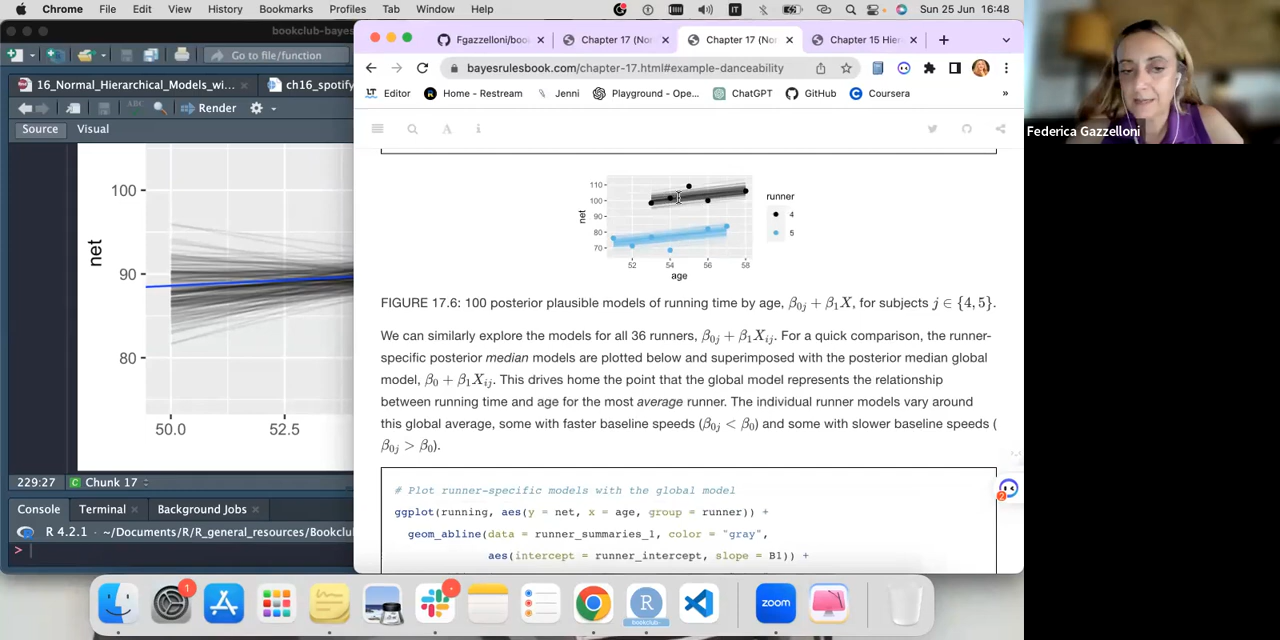 Chrome File Edit View History Bookmarks Profiles Tab Window Help IT Sun 25 Jun 16:48
bookclub-bayes
Go to file/function
16_Normal_Hierarchical_Models_wi... ch16_spotify
Render
Source Visual
net
100
90
80
50.0 52.5
229:27 Chunk 17
Console Terminal Background Jobs
R 4.2.1 · ~/Documents/R/R_general_resources/Bookclu
>
Fgazzelloni/boo Chapter 17 (Nor Chapter 17 (No Chapter 15 Hier
bayesrulesbook.com/chapter-17.html#example-danceability
LT Editor Home - Restream Jenni Playground - Ope... ChatGPT GitHub Coursera »
net
110
100
90
80
70
52 54 56 58
age
runner
4
5
FIGURE 17.6: 100 posterior plausible models of running time by age, β0j + β1X, for subjects j ∈ {4, 5}.
We can similarly explore the models for all 36 runners, β0j + β1Xij. For a quick comparison, the runner-
specific posterior median models are plotted below and superimposed with the posterior median global
model, β0 + β1Xij. This drives home the point that the global model represents the relationship
between running time and age for the most average runner. The individual runner models vary around
this global average, some with faster baseline speeds (β0j < β0) and some with slower baseline speeds (
β0j > β0).
# Plot runner-specific models with the global model
ggplot(running, aes(y = net, x = age, group = runner)) +
geom_abline(data = runner_summaries_1, color = "gray",
aes(intercept = runner_intercept, slope = B1)) +
2
1
R
bookclub
zoom
Federica Gazzelloni